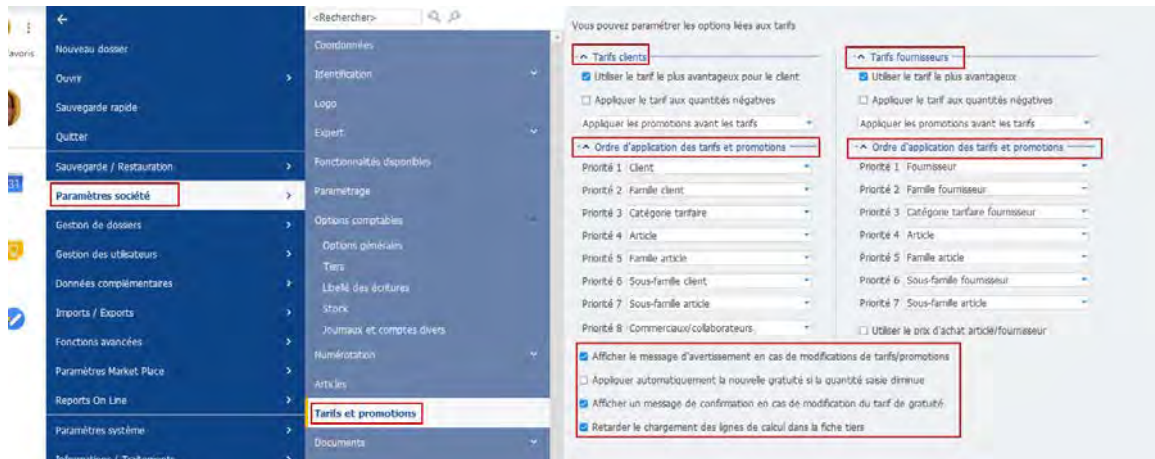 avoris
31
Nouveau dossier
Ouvrir
Sauvegarde rapide
Quitter
Sauvegarde / Restauration
Paramètres société
Gestion de dossiers
Gestion des utilisateurs
Données complémentaires
Imports / Exports
Fonctions avancées
Paramètres Market Place
Reports On Line
Paramètres système
Informations / Traitements
<Rechercher>
Coordonnées
Identification
Logo
Expert
Fonctionnalités disponibles
Paramétrage
Options comptables
Options générales
Tiers
Libellé des écritures
Stock
Journaux et comptes divers
Numérotation
Articles
Tarifs et promotions
Documents
Vous pouvez paramétrer les options liées aux tarifs
Tarifs clients
Utiliser le tarif le plus avantageux pour le client
Appliquer le tarif aux quantités négatives
Appliquer les promotions avant les tarifs
Ordre d'application des tarifs et promotions
Priorité 1 Client
Priorité 2 Famille client
Priorité 3 Catégorie tarifaire
Priorité 4 Article
Priorité 5 Famille article
Priorité 6 Sous-famille client
Priorité 7 Sous-famille article
Priorité 8 Commerciaux/collaborateurs
Tarifs fournisseurs
Utiliser le tarif le plus avantageux
Appliquer le tarif aux quantités négatives
Appliquer les promotions avant les tarifs
Ordre d'application des tarifs et promotions
Priorité 1 Fournisseur
Priorité 2 Famille fournisseur
Priorité 3 Catégorie tarifaire fournisseur
Priorité 4 Article
Priorité 5 Famille article
Priorité 6 Sous-famille fournisseur
Priorité 7 Sous-famille article
Utiliser le prix d'achat article/fournisseur
Afficher le message d'avertissement en cas de modifications de tarifs/promotions
Appliquer automatiquement la nouvelle gratuité si la quantité saisie diminue
Afficher un message de confirmation en cas de modification du tarif de gratuité
Retarder le chargement des lignes de calcul dans la fiche tiers